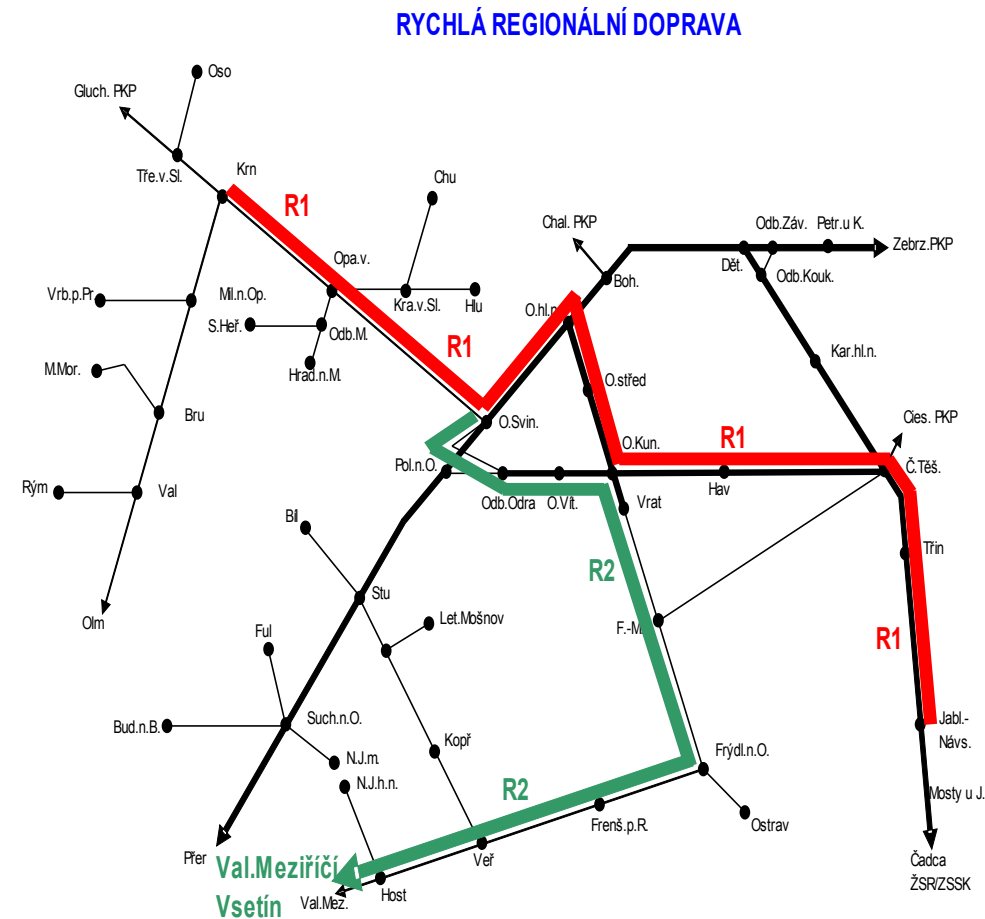 RYCHLÁ REGIONÁLNÍ DOPRAVA
Oso
Gluch. PKP
Tře.v.Sl.
Krn
R1
Chu
Chal. PKP
Odb.Záv.
Petr.u K.
Zebrz.PKP
Dět.
Odb.Kouk.
Opa.v.
Boh.
Vrb.p.Pr
Mil.n.Op.
Kra.v.Sl.
Hlu
O.hl.n.
S.Heř.
Odb.M.
R1
Kar.hl.n.
M.Mor.
Hrad.n.M.
O.střed
Bru
O.Svin.
Cies. PKP
O.Kun.
R1
Č.Těš.
Pol.n.O.
Hav
Rým
Val
Odb.Odra
O.Vít.
Vrat
Bíl
Třin
R2
Olm
Stu
Let.Mošnov
F.-M.
Ful
R1
Bud.n.B.
Such.n.O.
Jabl.-
Návs.
Kopř
Frýdl.n.O.
N.J.m.
N.J.h.n.
R2
Mosty u J.
Frenš.p.R.
Ostrav
Přer
Val.Meziříčí
Vsetín
Veř
Čadca
ŽSR/ZSSK
Val.Mez.
Host